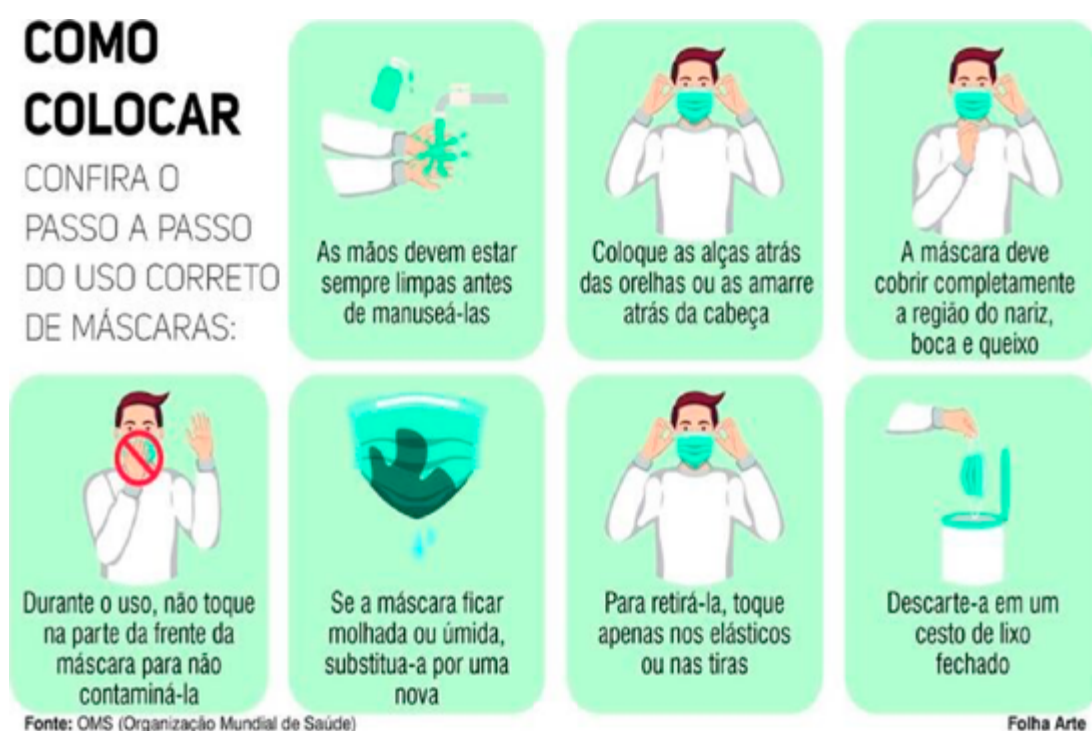 COMO
COLOCAR
CONFIRA O
PASSO A PASSO
DO USO CORRETO
DE MÁSCARAS:
As mãos devem estar
sempre limpas antes
de manuseá-las
Coloque as alças atrás
das orelhas ou as amarre
atrás da cabeça
A máscara deve
cobrir completamente
a região do nariz,
boca e queixo
Durante o uso, não toque
na parte da frente da
máscara para não
contaminá-la
Se a máscara ficar
molhada ou úmida,
substitua-a por uma
nova
Para retirá-la, toque
apenas nos elásticos
ou nas tiras
Descarte-a em um
cesto de lixo
fechado
Fonte: OMS (Organização Mundial de Saúde)
Folha Arte